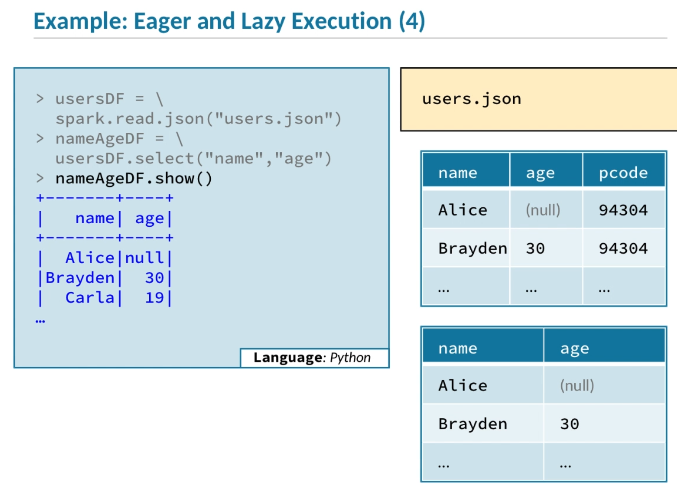 Example: Eager and Lazy Execution (4)
> usersDF = \
  spark.read.json("users.json")
> nameAgeDF = \
  usersDF.select("name","age")
> nameAgeDF.show()
+-------+----+
|   name| age|
+-------+----+
|  Alice|null|
|Brayden|  30|
|  Carla|  19|
…
Language: Python
users.json
name age pcode
Alice (null) 94304
Brayden 30 94304
… … …
name age
Alice (null)
Brayden 30
… …